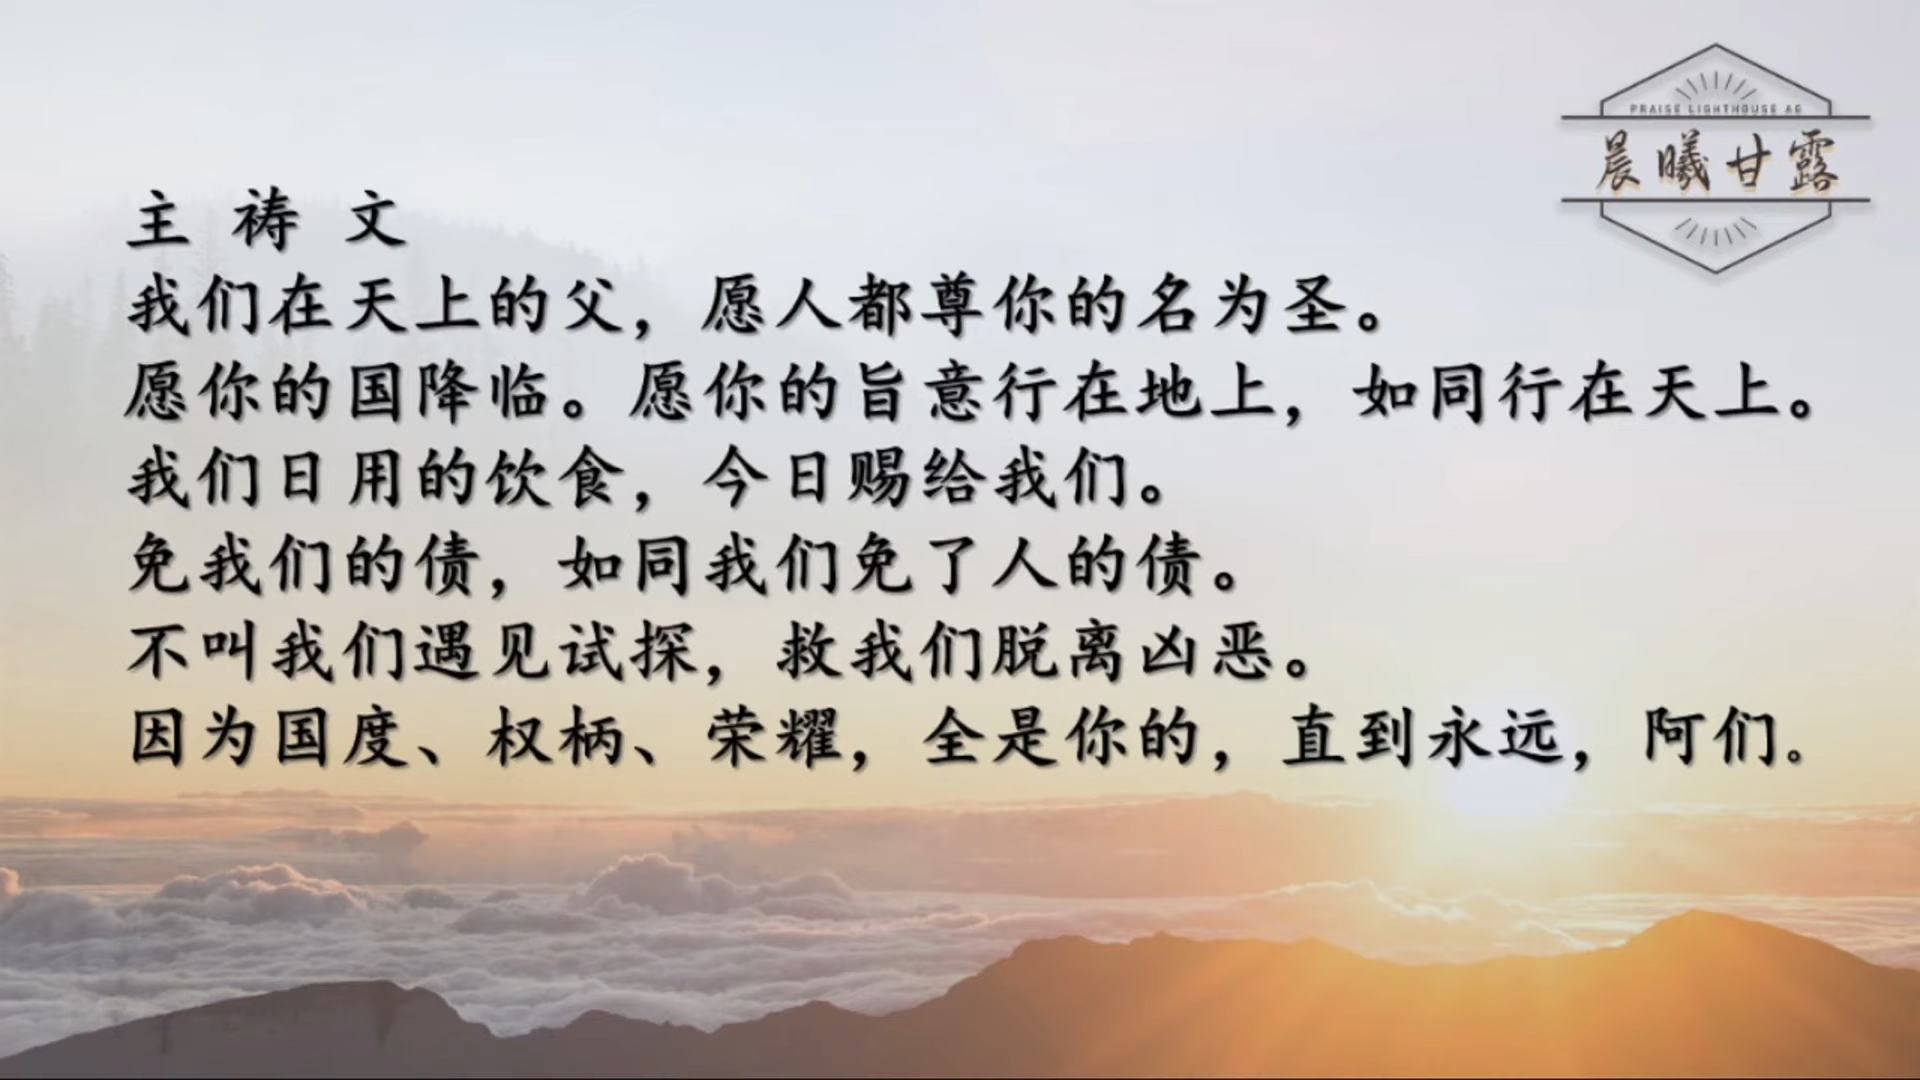 PRAISE LIGHTHOUSE AG
晨曦甘露
主 祷 文
我们在天上的父，愿人都尊你的名为圣。
愿你的国降临。愿你的旨意行在地上，如同行在天上。
我们日用的饮食，今日赐给我们。
免我们的债，如同我们免了人的债。
不叫我们遇见试探，救我们脱离凶恶。
因为国度、权柄、荣耀，全是你的，直到永远，阿们。